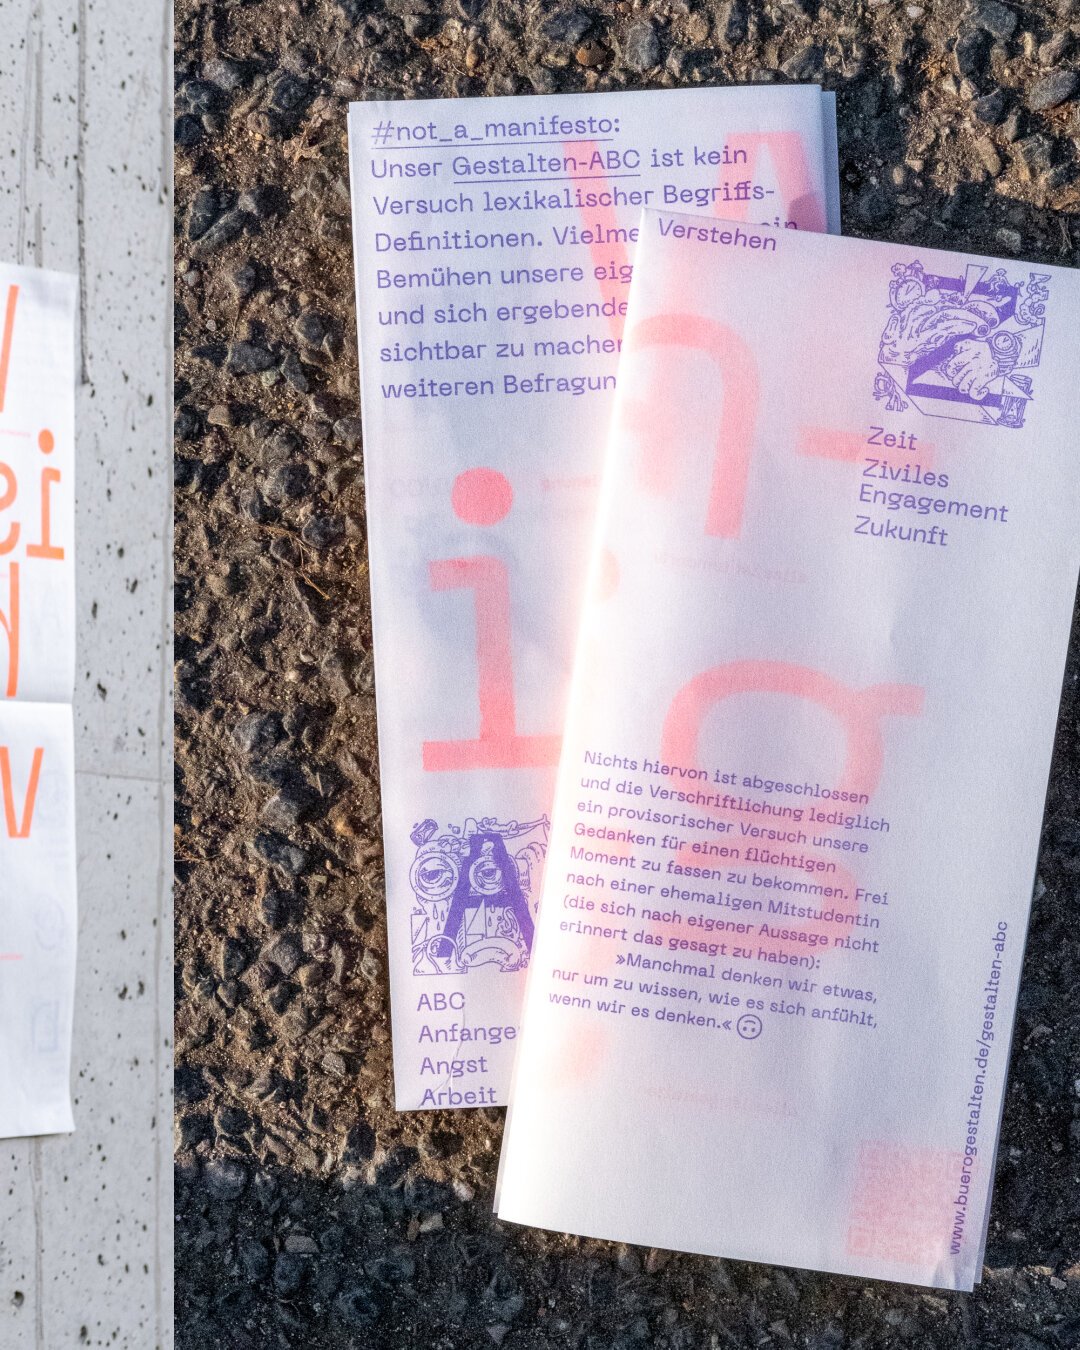 #not_a_manifesto:
Unser Gestalten-ABC ist kein
Versuch lexikalischer Begriffs-
Definitionen. Vielme ein
Bemühen unsere eig
und sich ergebende
sichtbar zu machen
weiteren Befragun
ABC
Anfange
Angst
Arbeit
Verstehen
Zeit
Ziviles
Engagement
Zukunft
Nichts hiervon ist abgeschlossen
und die Verschriftlichung lediglich
ein provisorischer Versuch unsere
Gedanken für einen flüchtigen
Moment zu fassen zu bekommen. Frei
nach einer ehemaligen Mitstudentin
(die sich nach eigener Aussage nicht
erinnert das gesagt zu haben):
»Manchmal denken wir etwas,
nur um zu wissen, wie es sich anfühlt,
wenn wir es denken.« 🙃
www.buerogestalten.de/gestalten-abc